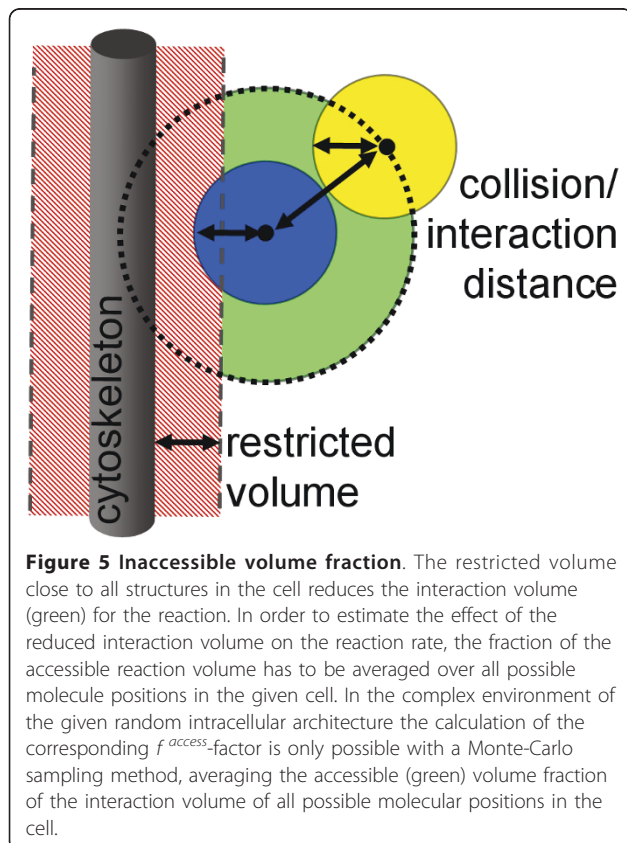 collision/
interaction
distance
cytoskeleton
restricted
volume
Figure 5 Inaccessible volume fraction. The restricted volume
close to all structures in the cell reduces the interaction volume
(green) for the reaction. In order to estimate the effect of the
reduced interaction volume on the reaction rate, the fraction of the
accessible reaction volume has to be averaged over all possible
molecule positions in the given cell. In the complex environment of
the given random intracellular architecture the calculation of the
corresponding f access-factor is only possible with a Monte-Carlo
sampling method, averaging the accessible (green) volume fraction
of the interaction volume of all possible molecular positions in the
cell.